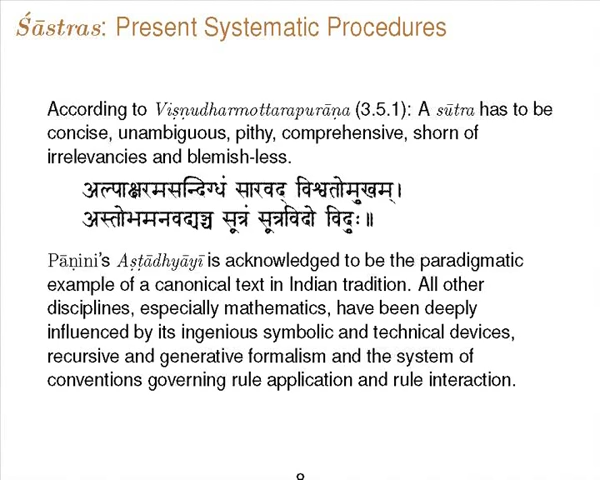 Śāstras: Present Systematic Procedures
According to Viṣṇudharmottarapurāṇa (3.5.1): A sūtra has to be
concise, unambiguous, pithy, comprehensive, shorn of
irrelevancies and blemish-less.
अल्पाक्षरमसन्दिग्धं सारवद् विश्वतोमुखम्।
अस्तोभमनवद्यञ्च सूत्रं सूत्रविदो विदुः॥
Pāṇini's Aṣṭādhyāyī is acknowledged to be the paradigmatic
example of a canonical text in Indian tradition. All other
disciplines, especially mathematics, have been deeply
influenced by its ingenious symbolic and technical devices,
recursive and generative formalism and the system of
conventions governing rule application and rule interaction.
8